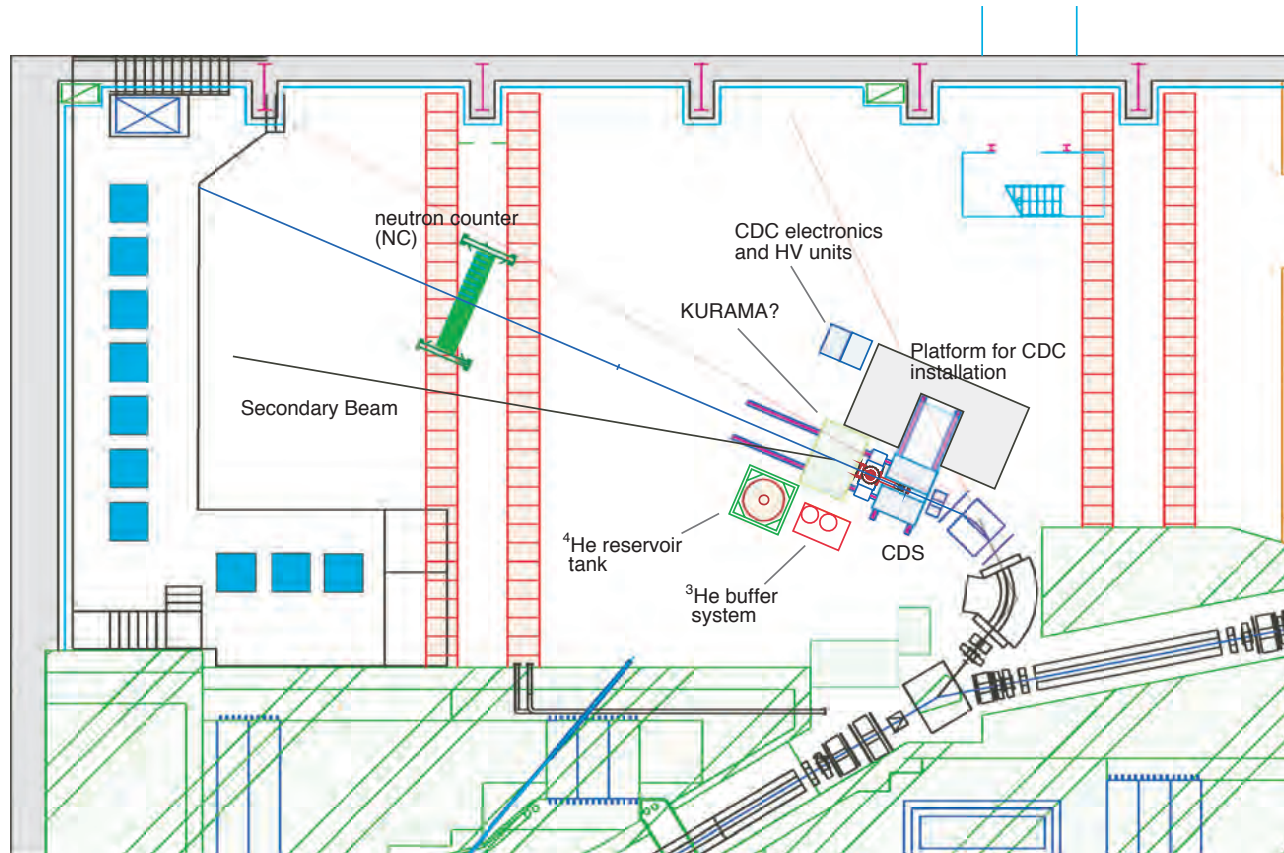 neutron counter
(NC)
CDC electronics
and HV units
KURAMA?
Platform for CDC
installation
Secondary Beam
⁴He reservoir
tank
CDS
³He buffer
system